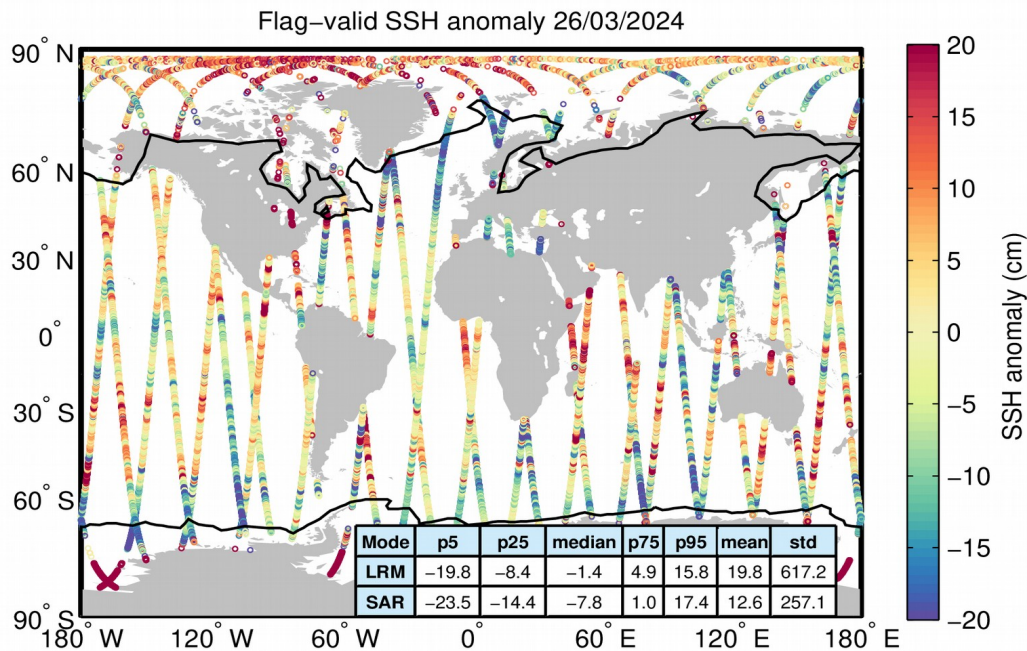 Flag−valid SSH anomaly 26/03/2024
90° N
60° N
30° N
0°
30° S
60° S
90° S
180° W 120° W 60° W 0° 60° E 120° E 180° E
Mode p5 p25 median p75 p95 mean std
LRM −19.8 −8.4 −1.4 4.9 15.8 19.8 617.2
SAR −23.5 −14.4 −7.8 1.0 17.4 12.6 257.1
20
15
10
5
0
−5
−10
−15
−20
SSH anomaly (cm)